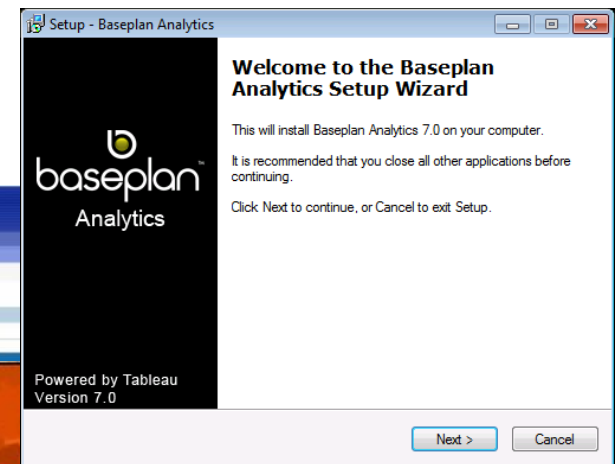 Setup - Baseplan Analytics
Welcome to the Baseplan
Analytics Setup Wizard
This will install Baseplan Analytics 7.0 on your computer.
It is recommended that you close all other applications before
continuing.
Click Next to continue, or Cancel to exit Setup.
baseplan™
Analytics
Powered by Tableau
Version 7.0
Next >
Cancel